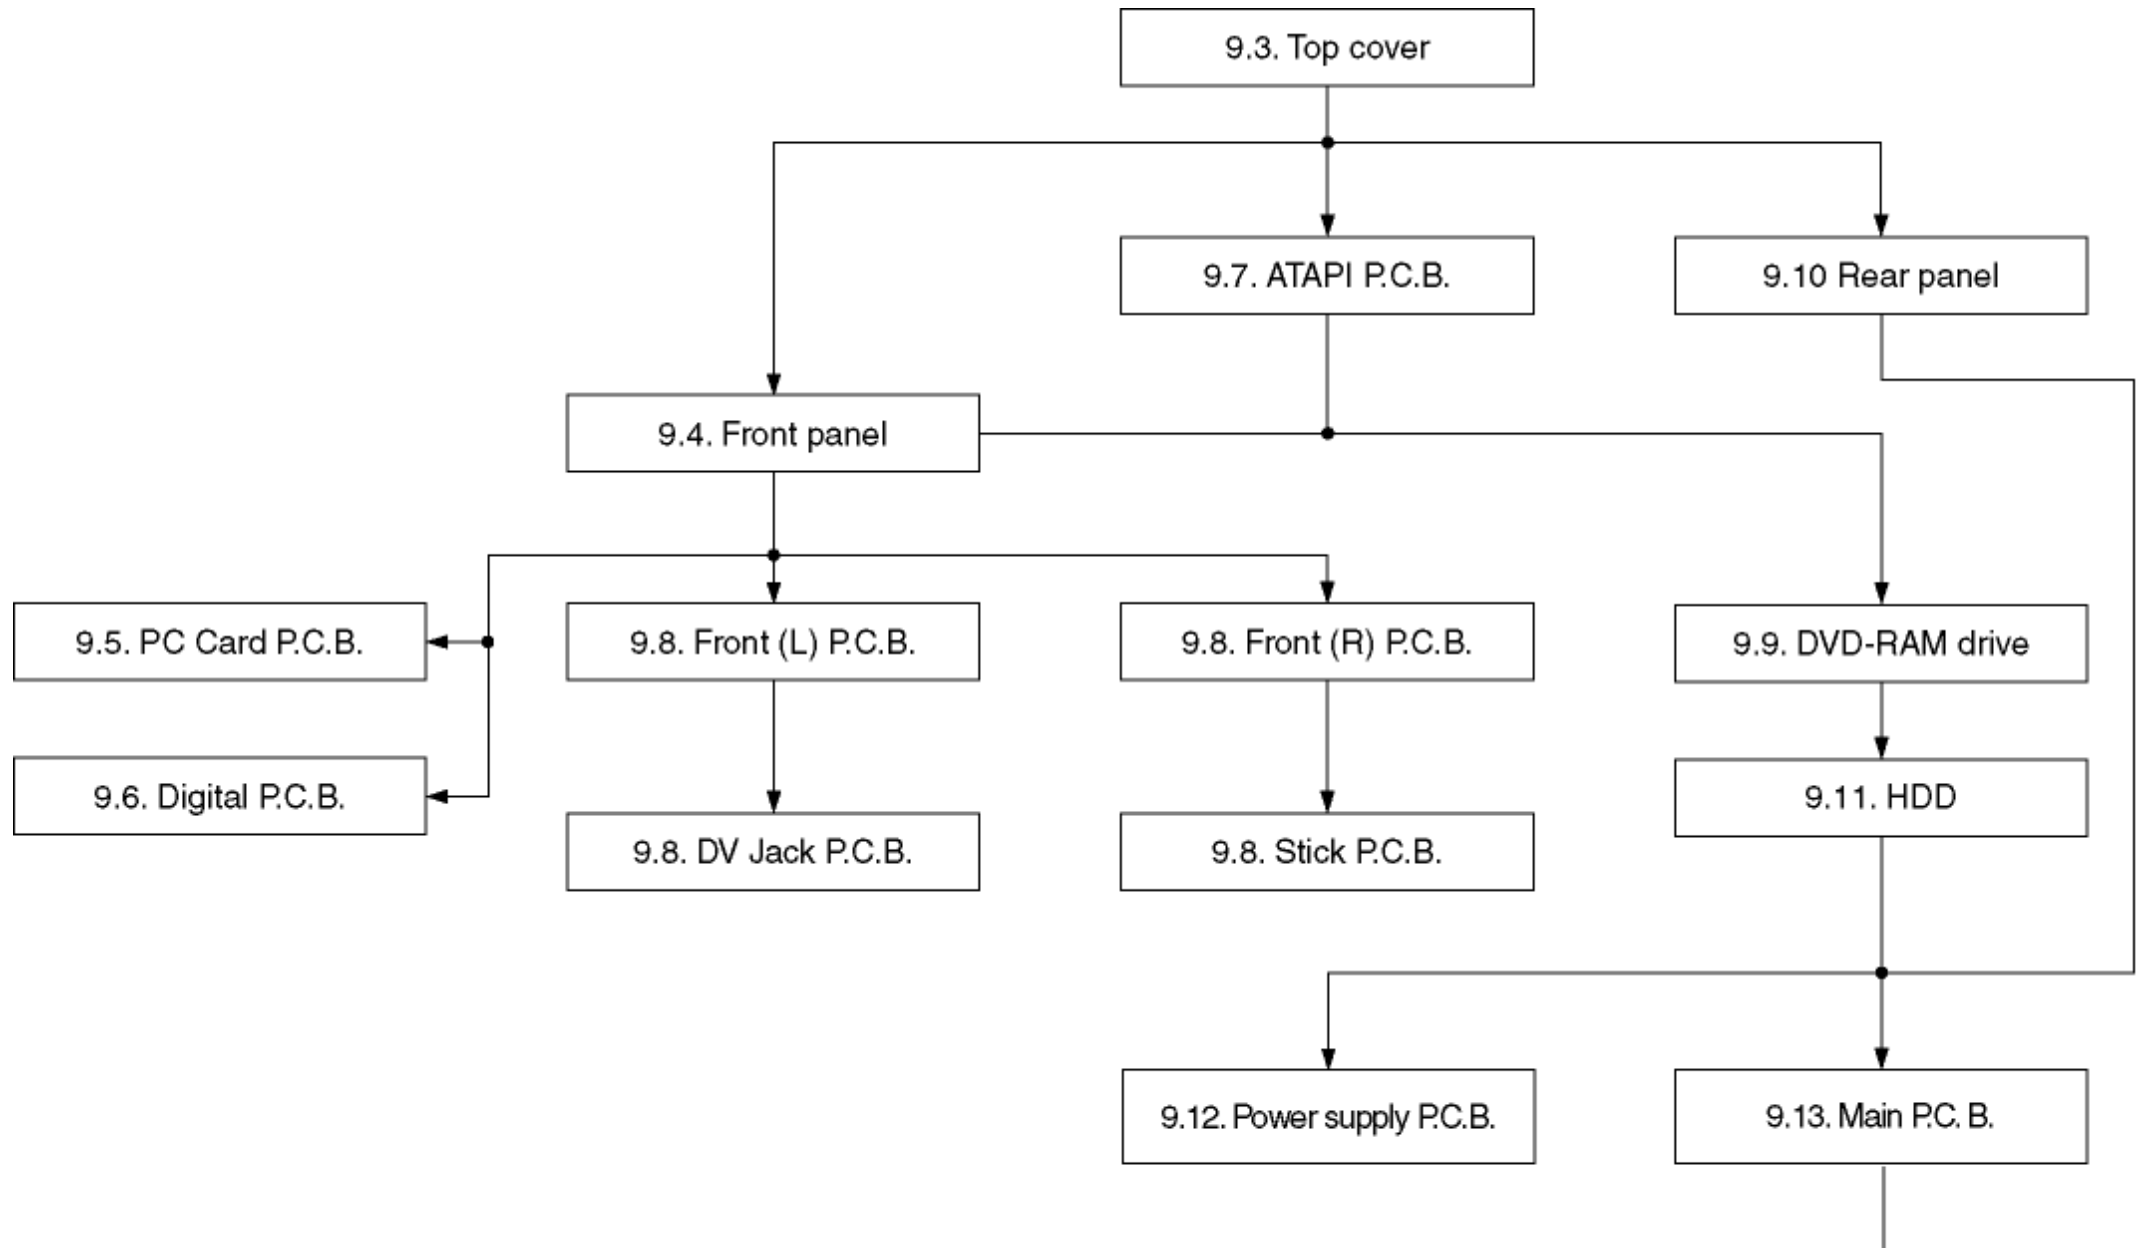 9.3. Top cover
9.7. ATAPI P.C.B.
9.10 Rear panel
9.4. Front panel
9.5. PC Card P.C.B.
9.8. Front (L) P.C.B.
9.8. Front (R) P.C.B.
9.9. DVD-RAM drive
9.6. Digital P.C.B.
9.11. HDD
9.8. DV Jack P.C.B.
9.8. Stick P.C.B.
9.12. Power supply P.C.B.
9.13. Main P.C. B.